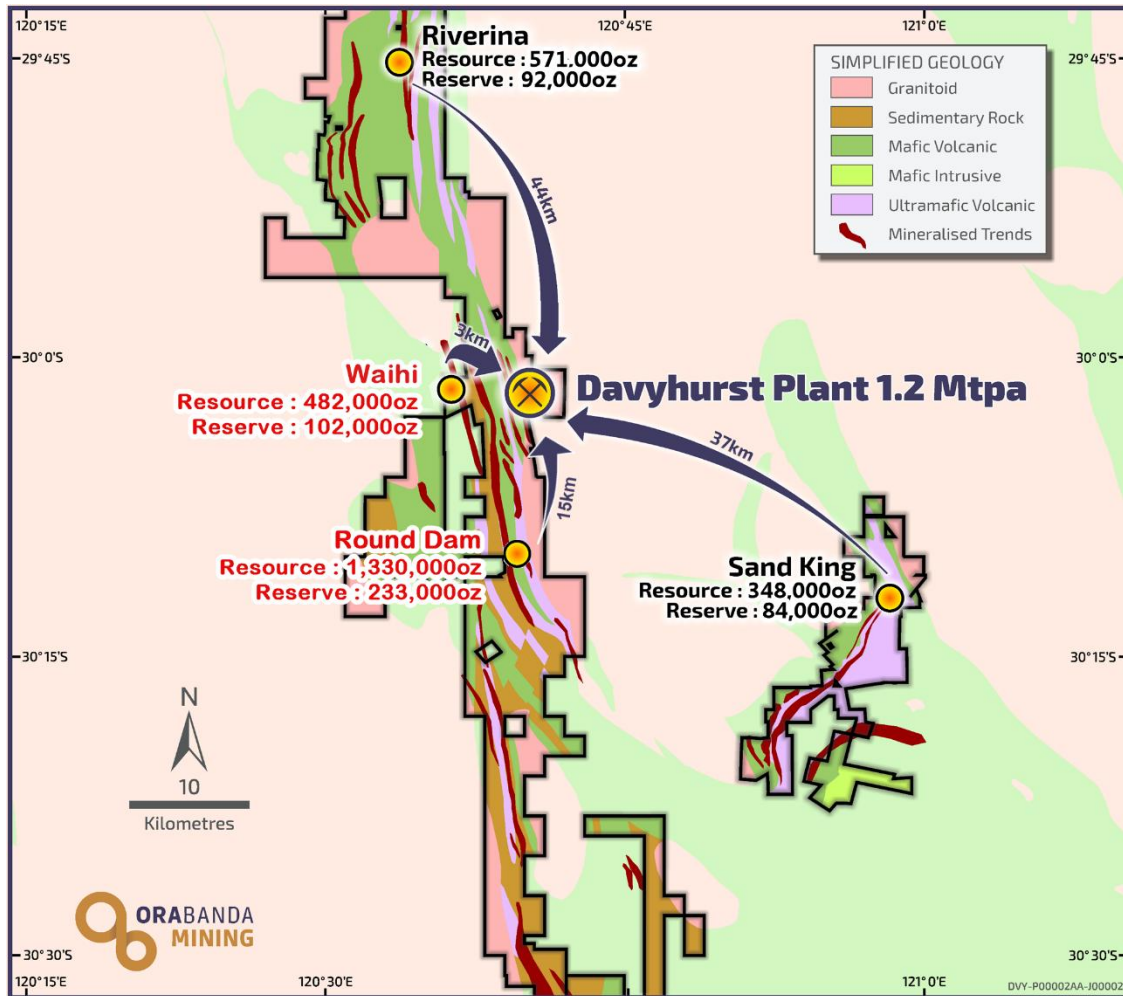 120°15'E
120°45'E
121°0'E
29°45'S
29°45'S
Riverina
Resource : 571,000oz
Reserve : 92,000oz
SIMPLIFIED GEOLOGY
Granitoid
Sedimentary Rock
Mafic Volcanic
Mafic Intrusive
Ultramafic Volcanic
Mineralised Trends
44km
30°0'S
30°0'S
3km
Waihi
Resource : 482,000oz
Reserve : 102,000oz
Davyhurst Plant 1.2 Mtpa
37km
15km
Round Dam
Resource : 1,330,000oz
Reserve : 233,000oz
Sand King
Resource : 348,000oz
Reserve : 84,000oz
30°15'S
30°15'S
N
10
Kilometres
ORABANDA
MINING
30°30'S
30°30'S
120°15'E
120°30'E
121°0'E
DVY-P00002AA-J00002